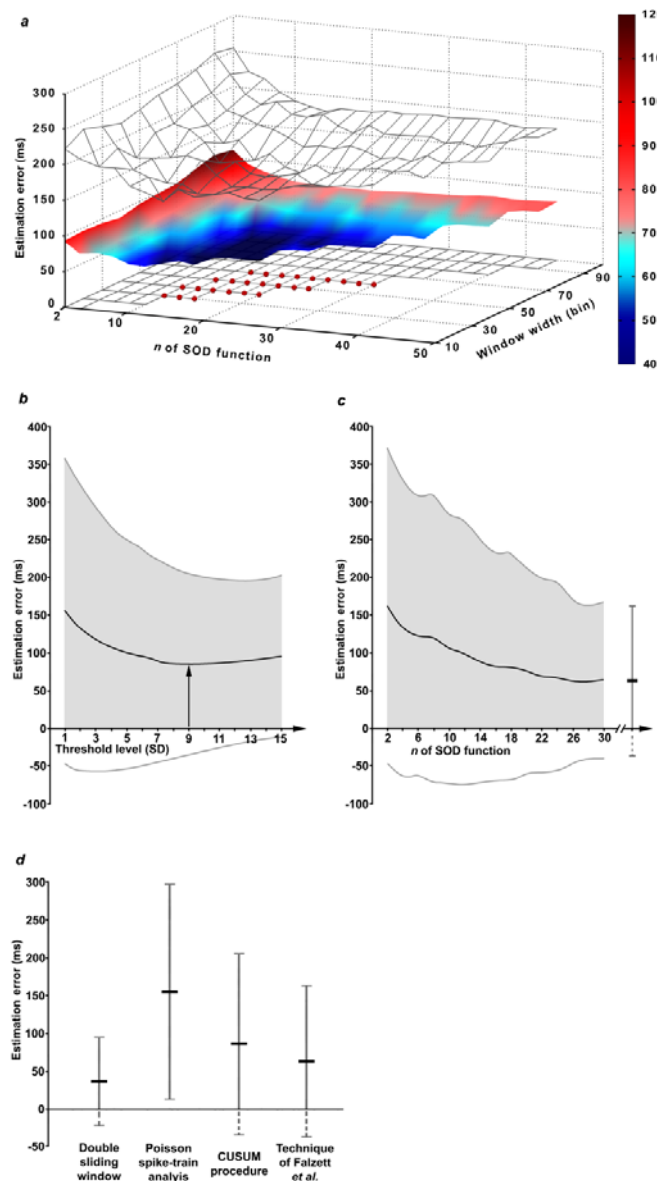 a
300
250
200
150
100
50
0
Estimation error (ms)
2
10
20
30
40
50
n of SOD function
10
30
50
70
90
Window width (bin)
110
100
90
80
70
60
50
40
b
400
350
300
250
200
150
100
50
0
-50
-100
Estimation error (ms)
1 3 5 7 9 11 13 15
Threshold level (SD)
c
400
350
300
250
200
150
100
50
0
-50
-100
Estimation error (ms)
2 6 10 14 18 22 26 30
n of SOD function
d
300
250
200
150
100
50
0
-50
Estimation error (ms)
Double
sliding
window
Poisson
spike-train
analyis
CUSUM
procedure
Technique
of Falzett
et al.